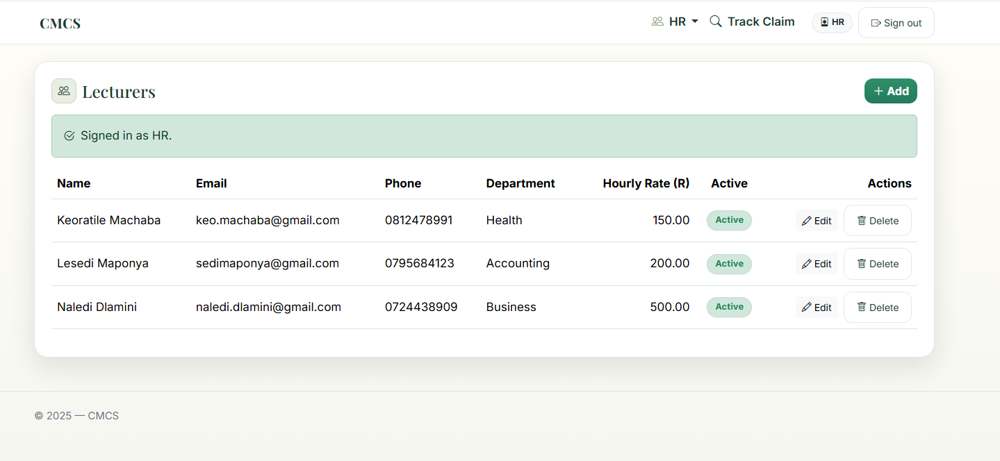 CMCS HR Track Claim HR Sign out
Lecturers + Add
Signed in as HR.
Name Email Phone Department Hourly Rate (R) Active Actions
Keoratile Machaba keo.machaba@gmail.com 0812478991 Health 150.00 Active Edit Delete
Lesedi Maponya sedimaponya@gmail.com 0795684123 Accounting 200.00 Active Edit Delete
Naledi Dlamini naledi.dlamini@gmail.com 0724438909 Business 500.00 Active Edit Delete
© 2025 — CMCS